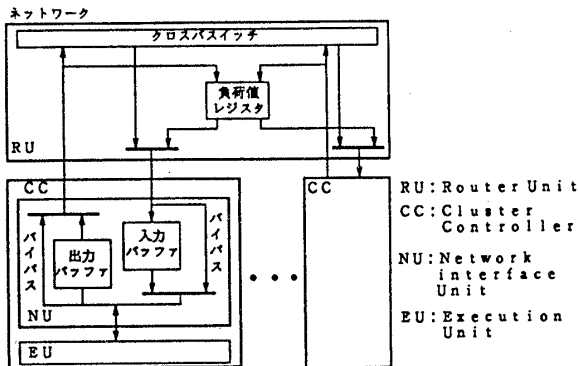 ネットワーク
クロスバスイッチ
負荷値
レジスタ
RU
CC
バイパス
出力
バッファ
入力
バッファ
バイパス
NU
EU
CC
RU:Router Unit
CC:Cluster
Controller
NU:Network
interface
Unit
EU:Execution
Unit